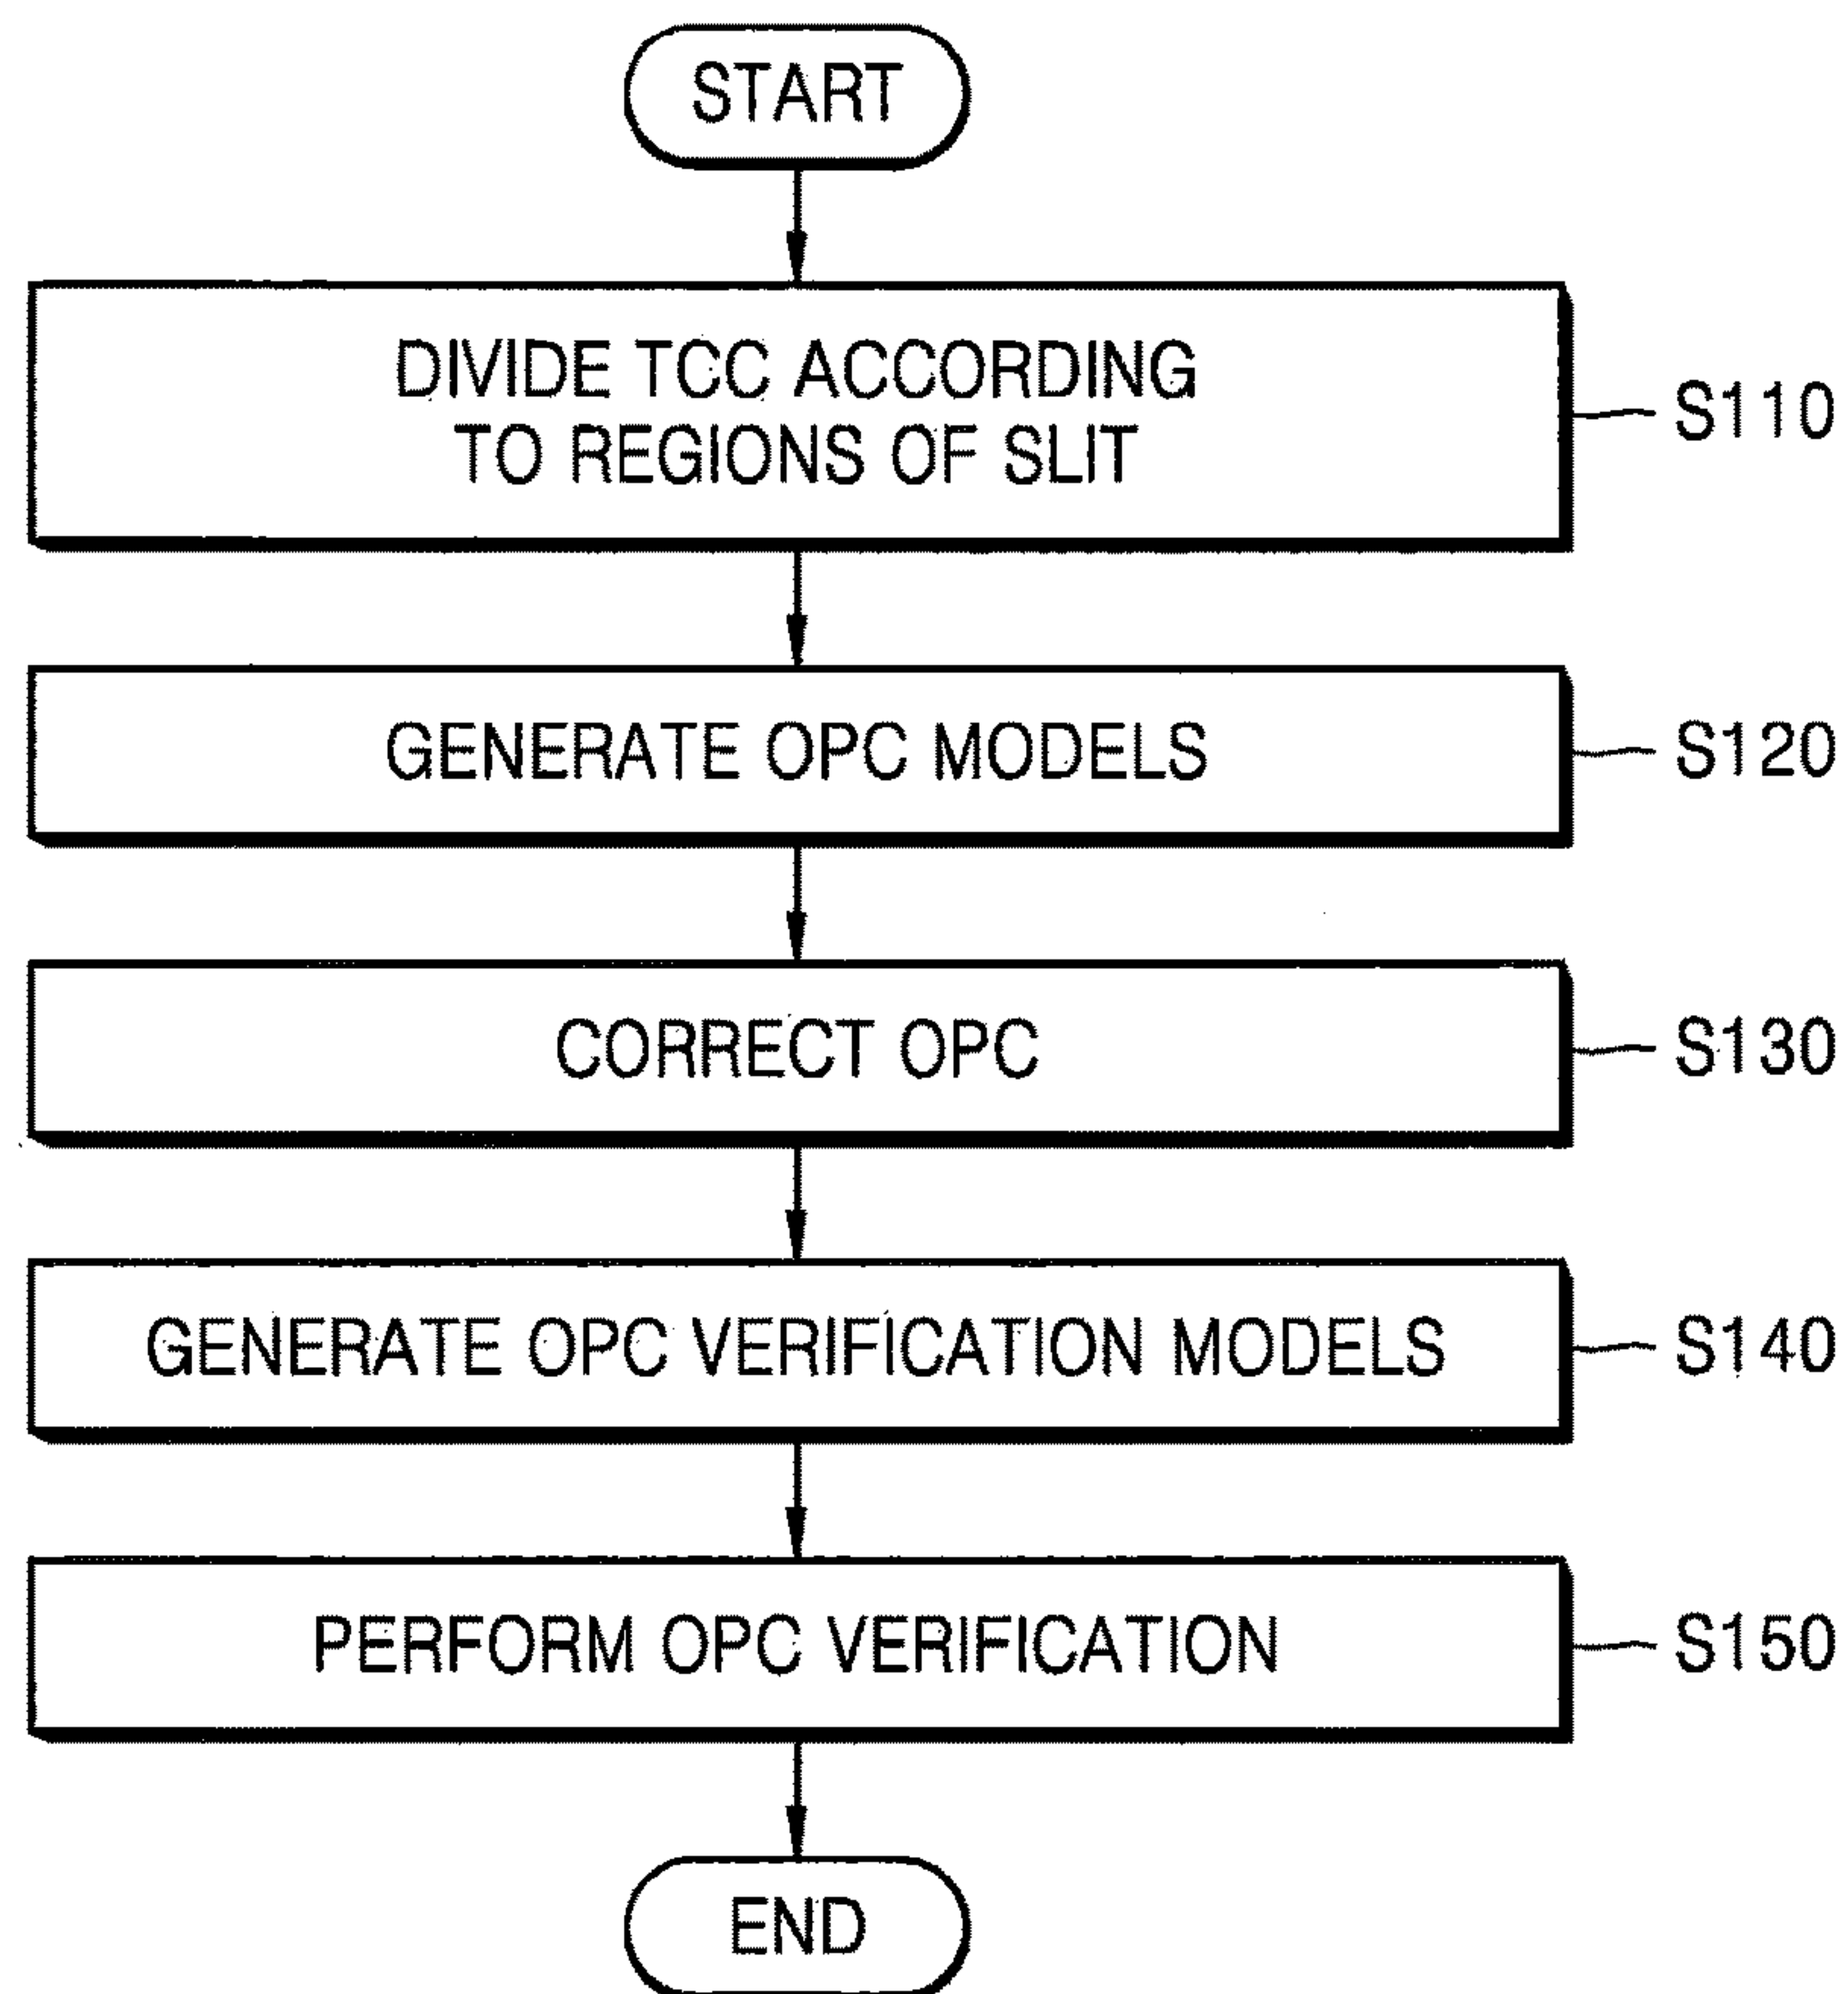 START
DIVIDE TCC ACCORDING
TO REGIONS OF SLIT
S110
GENERATE OPC MODELS
S120
CORRECT OPC
S130
GENERATE OPC VERIFICATION MODELS
S140
PERFORM OPC VERIFICATION
S150
END